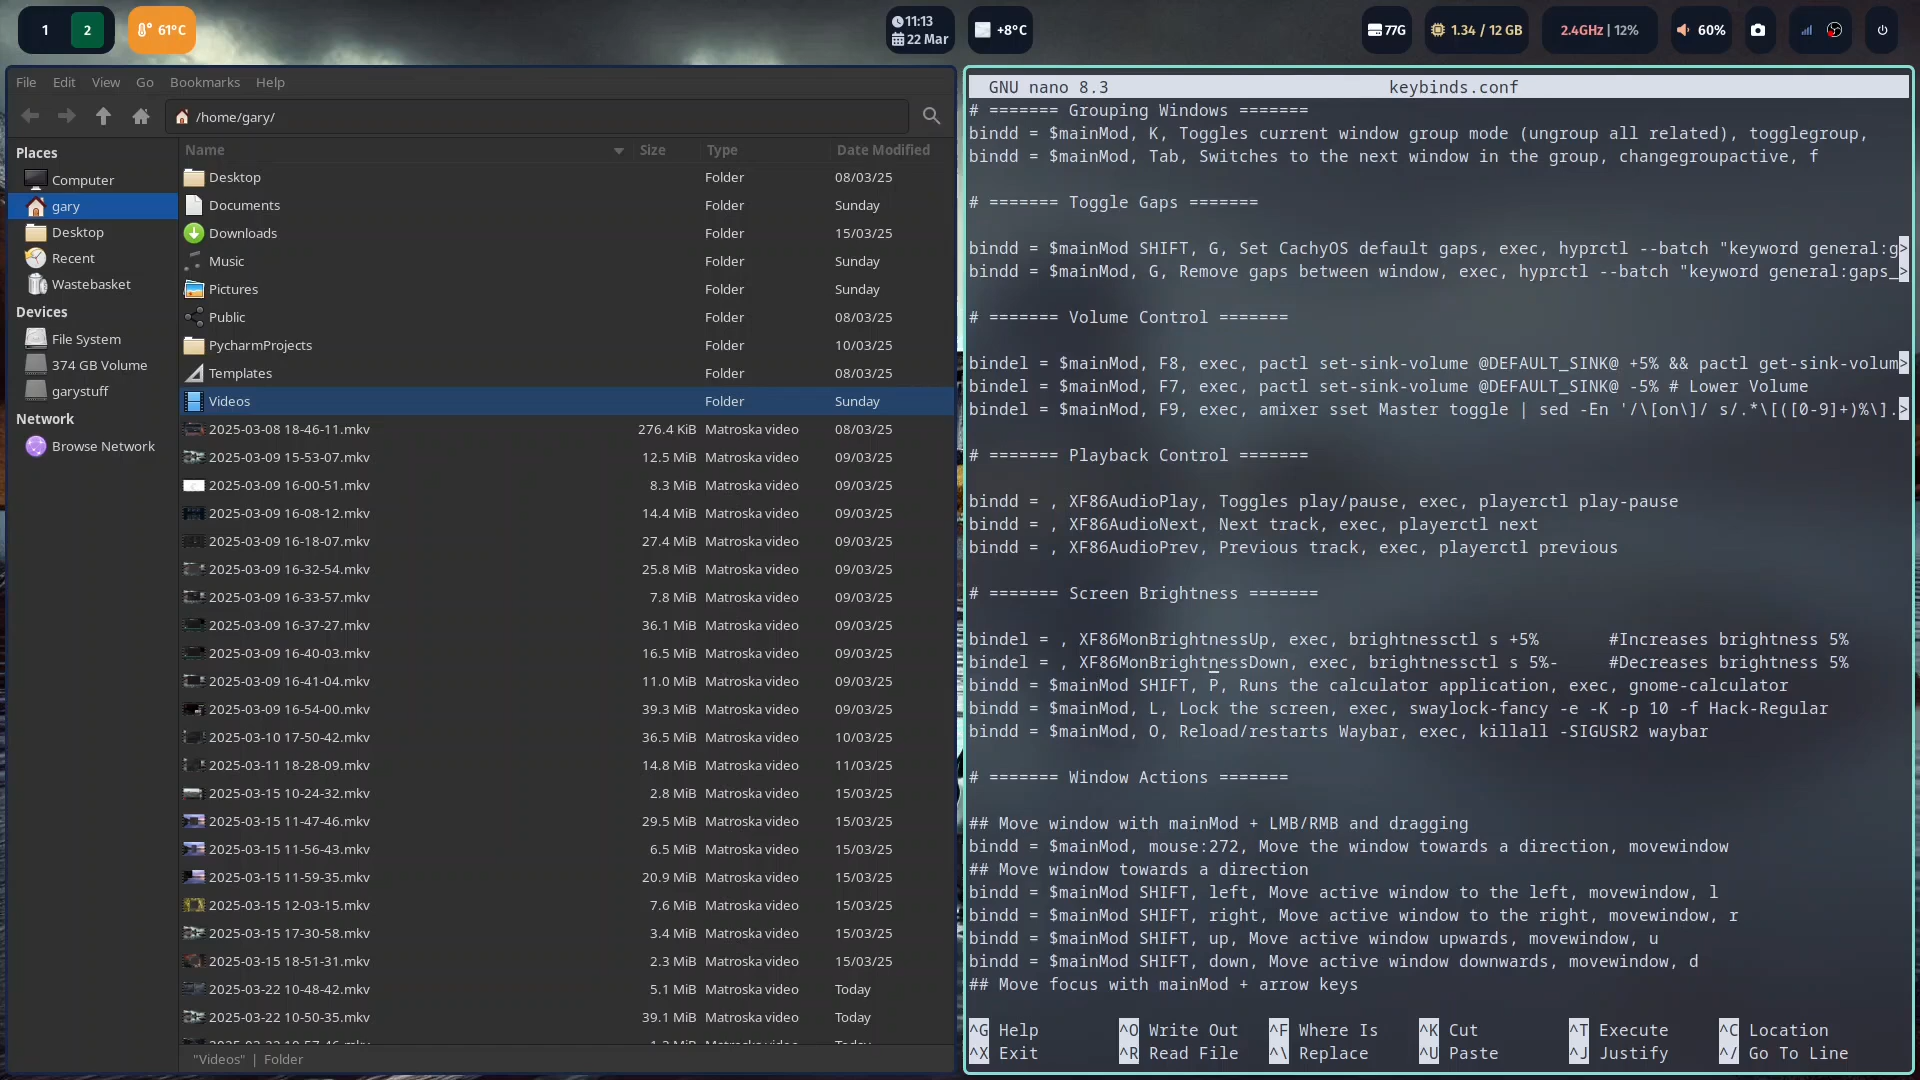 1 2 61°C
11:13
22 Mar
+8°C
77G 1.34 / 12 GB 2.4GHz | 12% 60%
File Edit View Go Bookmarks Help
/home/gary/
Places
Computer
gary
Desktop
Recent
Wastebasket
Devices
File System
374 GB Volume
garystuff
Network
Browse Network
Name Size Type Date Modified
Desktop Folder 08/03/25
Documents Folder Sunday
Downloads Folder 15/03/25
Music Folder Sunday
Pictures Folder Sunday
Public Folder 08/03/25
PycharmProjects Folder 10/03/25
Templates Folder 08/03/25
Videos Folder Sunday
2025-03-08 18-46-11.mkv 276.4 KiB Matroska video 08/03/25
2025-03-09 15-53-07.mkv 12.5 MiB Matroska video 09/03/25
2025-03-09 16-00-51.mkv 8.3 MiB Matroska video 09/03/25
2025-03-09 16-08-12.mkv 14.4 MiB Matroska video 09/03/25
2025-03-09 16-18-07.mkv 27.4 MiB Matroska video 09/03/25
2025-03-09 16-32-54.mkv 25.8 MiB Matroska video 09/03/25
2025-03-09 16-33-57.mkv 7.8 MiB Matroska video 09/03/25
2025-03-09 16-37-27.mkv 36.1 MiB Matroska video 09/03/25
2025-03-09 16-40-03.mkv 16.5 MiB Matroska video 09/03/25
2025-03-09 16-41-04.mkv 11.0 MiB Matroska video 09/03/25
2025-03-09 16-54-00.mkv 39.3 MiB Matroska video 09/03/25
2025-03-10 17-50-42.mkv 36.5 MiB Matroska video 10/03/25
2025-03-11 18-28-09.mkv 14.8 MiB Matroska video 11/03/25
2025-03-15 10-24-32.mkv 2.8 MiB Matroska video 15/03/25
2025-03-15 11-47-46.mkv 29.5 MiB Matroska video 15/03/25
2025-03-15 11-56-43.mkv 6.5 MiB Matroska video 15/03/25
2025-03-15 11-59-35.mkv 20.9 MiB Matroska video 15/03/25
2025-03-15 12-03-15.mkv 7.6 MiB Matroska video 15/03/25
2025-03-15 17-30-58.mkv 3.4 MiB Matroska video 15/03/25
2025-03-15 18-51-31.mkv 2.3 MiB Matroska video 15/03/25
2025-03-22 10-48-42.mkv 5.1 MiB Matroska video Today
2025-03-22 10-50-35.mkv 39.1 MiB Matroska video Today
"Videos" | Folder
GNU nano 8.3 keybinds.conf
# ======= Grouping Windows =======
bindd = $mainMod, K, Toggles current window group mode (ungroup all related), togglegroup,
bindd = $mainMod, Tab, Switches to the next window in the group, changegroupactive, f
# ======= Toggle Gaps =======
bindd = $mainMod SHIFT, G, Set CachyOS default gaps, exec, hyprctl --batch "keyword general:g>
bindd = $mainMod, G, Remove gaps between window, exec, hyprctl --batch "keyword general:gaps_>
# ======= Volume Control =======
bindel = $mainMod, F8, exec, pactl set-sink-volume @DEFAULT_SINK@ +5% && pactl get-sink-volum>
bindel = $mainMod, F7, exec, pactl set-sink-volume @DEFAULT_SINK@ -5% # Lower Volume
bindel = $mainMod, F9, exec, amixer sset Master toggle | sed -En '/\[on\]/ s/.*\[([0-9]+)%\].>
# ======= Playback Control =======
bindd = , XF86AudioPlay, Toggles play/pause, exec, playerctl play-pause
bindd = , XF86AudioNext, Next track, exec, playerctl next
bindd = , XF86AudioPrev, Previous track, exec, playerctl previous
# ======= Screen Brightness =======
bindel = , XF86MonBrightnessUp, exec, brightnessctl s +5% #Increases brightness 5%
bindel = , XF86MonBrightnessDown, exec, brightnessctl s 5%- #Decreases brightness 5%
bindd = $mainMod SHIFT, P, Runs the calculator application, exec, gnome-calculator
bindd = $mainMod, L, Lock the screen, exec, swaylock-fancy -e -K -p 10 -f Hack-Regular
bindd = $mainMod, O, Reload/restarts Waybar, exec, killall -SIGUSR2 waybar
# ======= Window Actions =======
## Move window with mainMod + LMB/RMB and dragging
bindd = $mainMod, mouse:272, Move the window towards a direction, movewindow
## Move window towards a direction
bindd = $mainMod SHIFT, left, Move active window to the left, movewindow, l
bindd = $mainMod SHIFT, right, Move active window to the right, movewindow, r
bindd = $mainMod SHIFT, up, Move active window upwards, movewindow, u
bindd = $mainMod SHIFT, down, Move active window downwards, movewindow, d
## Move focus with mainMod + arrow keys
^G Help ^O Write Out ^F Where Is ^K Cut ^T Execute ^C Location
^X Exit ^R Read File ^\ Replace ^U Paste ^J Justify ^/ Go To Line